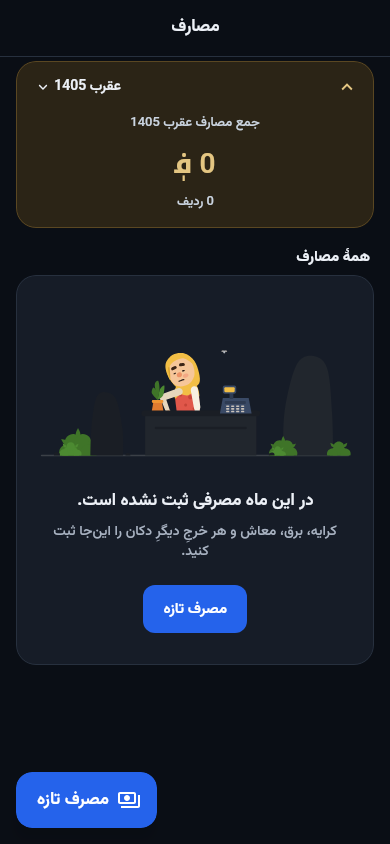 مصارف
عقرب 1405
جمع مصارف عقرب 1405
0 ؋
0 ردیف
همهٔ مصارف
در این ماه مصرفی ثبت نشده است.
کرایه، برق، معاش و هر خرجِ دیگرِ دکان را این‌جا ثبت
کنید.
مصرف تازه
مصرف تازه